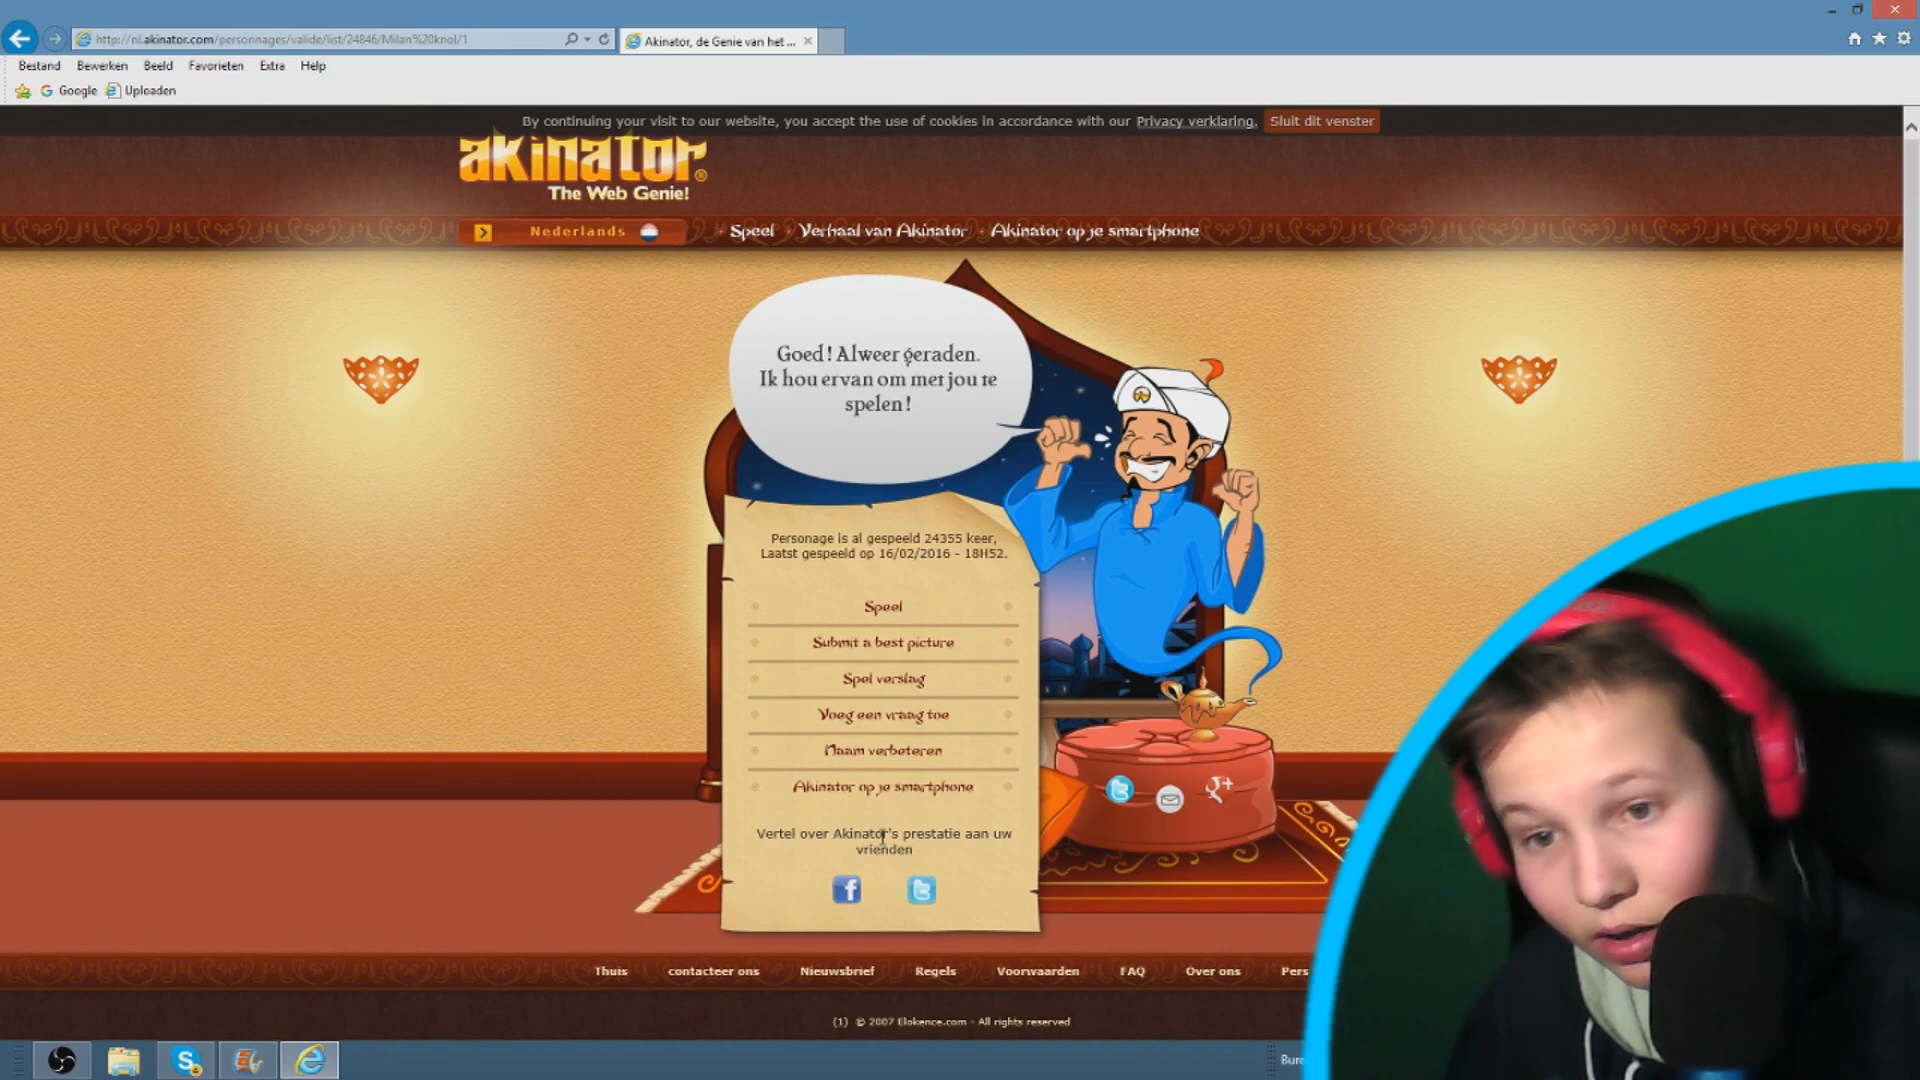 http://nl.akinator.com/personnages/valide/list/24846/Milan%20knol/1
Akinator, de Genie van het ...
Bestand Bewerken Beeld Favorieten Extra Help
Google Uploaden
By continuing your visit to our website, you accept the use of cookies in accordance with our Privacy verklaring. Sluit dit venster
akinator®
The Web Genie!
Nederlands Speel Verhaal van Akinator Akinator op je smartphone
Goed! Alweer geraden.
Ik hou ervan om met jou te
spelen!
Personage is al gespeeld 24355 keer,
Laatst gespeeld op 16/02/2016 - 18H52.
Speel
Submit a best picture
Spel verslag
Voeg een vraag toe
Naam verbeteren
Akinator op je smartphone
Vertel over Akinator's prestatie aan uw
vrienden
Thuis contacteer ons Nieuwsbrief Regels Voorwaarden FAQ Over ons Pers
(1) © 2007 Elokence.com - All rights reserved
Bure